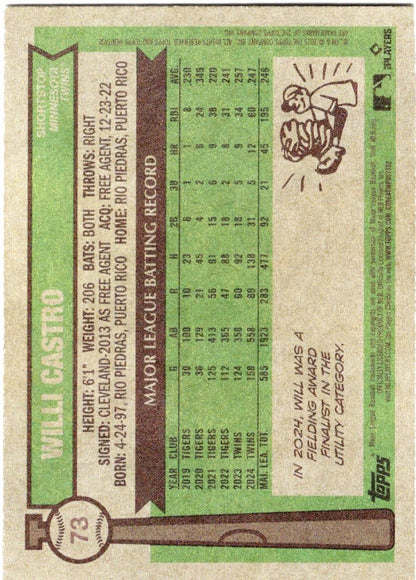 73
WILLI CASTRO
SHORTSTOP
MINNESOTA
TWINS
HEIGHT: 6'1" WEIGHT: 206 BATS: BOTH THROWS: RIGHT
SIGNED: CLEVELAND-2013 AS FREE AGENT ACQ: FREE AGENT, 12-23-22
BORN: 4-24-97, RIO PIEDRAS, PUERTO RICO HOME: RIO PIEDRAS, PUERTO RICO
MAJOR LEAGUE BATTING RECORD
YEAR CLUB G AB R H 2B 3B HR RBI AVG.
2019 TIGERS 30 100 10 23 6 1 1 8 .230
2020 TIGERS 36 129 21 45 4 2 6 24 .349
2021 TIGERS 125 413 56 91 15 6 9 38 .220
2022 TIGERS 112 365 47 88 18 2 8 31 .241
2023 TWINS 124 358 60 92 18 5 9 34 .257
2024 TWINS 158 558 89 138 31 5 12 60 .247
MAJ. LEA. TOT. 585 1923 283 477 92 21 45 195 .248
IN 2024, WILL WAS A
FIELDING AWARD
FINALIST IN THE
UTILITY CATEGORY.
topps
PLAYERS